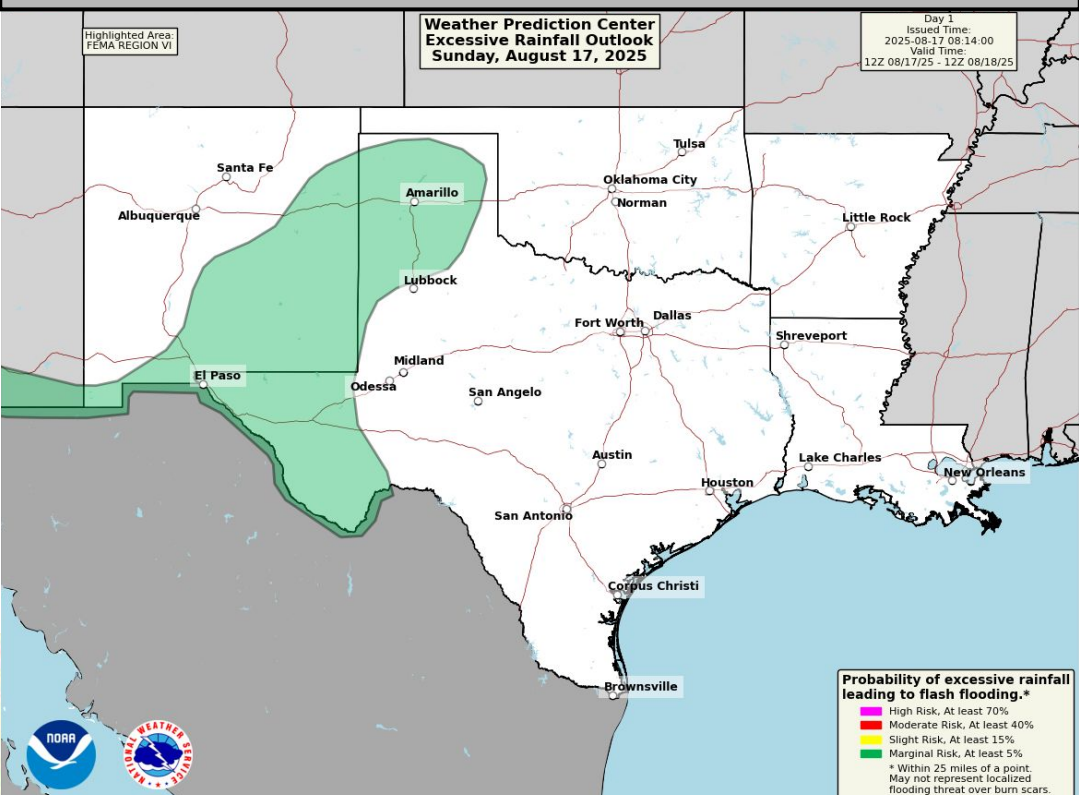 Highlighted Area:
FEMA REGION VI
Weather Prediction Center
Excessive Rainfall Outlook
Sunday, August 17, 2025
Day 1
Issued Time:
2025-08-17 08:14:00
Valid Time:
12Z 08/17/25 - 12Z 08/18/25
Tulsa
Santa Fe
Oklahoma City
Amarillo
Norman
Albuquerque
Little Rock
Lubbock
Dallas
Fort Worth
Shreveport
Midland
El Paso
Odessa
San Angelo
Austin
Lake Charles
New Orleans
Houston
San Antonio
Corpus Christi
Brownsville
Probability of excessive rainfall
leading to flash flooding.*
High Risk, At least 70%
Moderate Risk, At least 40%
Slight Risk, At least 15%
Marginal Risk, At least 5%
* Within 25 miles of a point.
May not represent localized
flooding threat over burn scars.
NOAA
NATIONAL WEATHER SERVICE